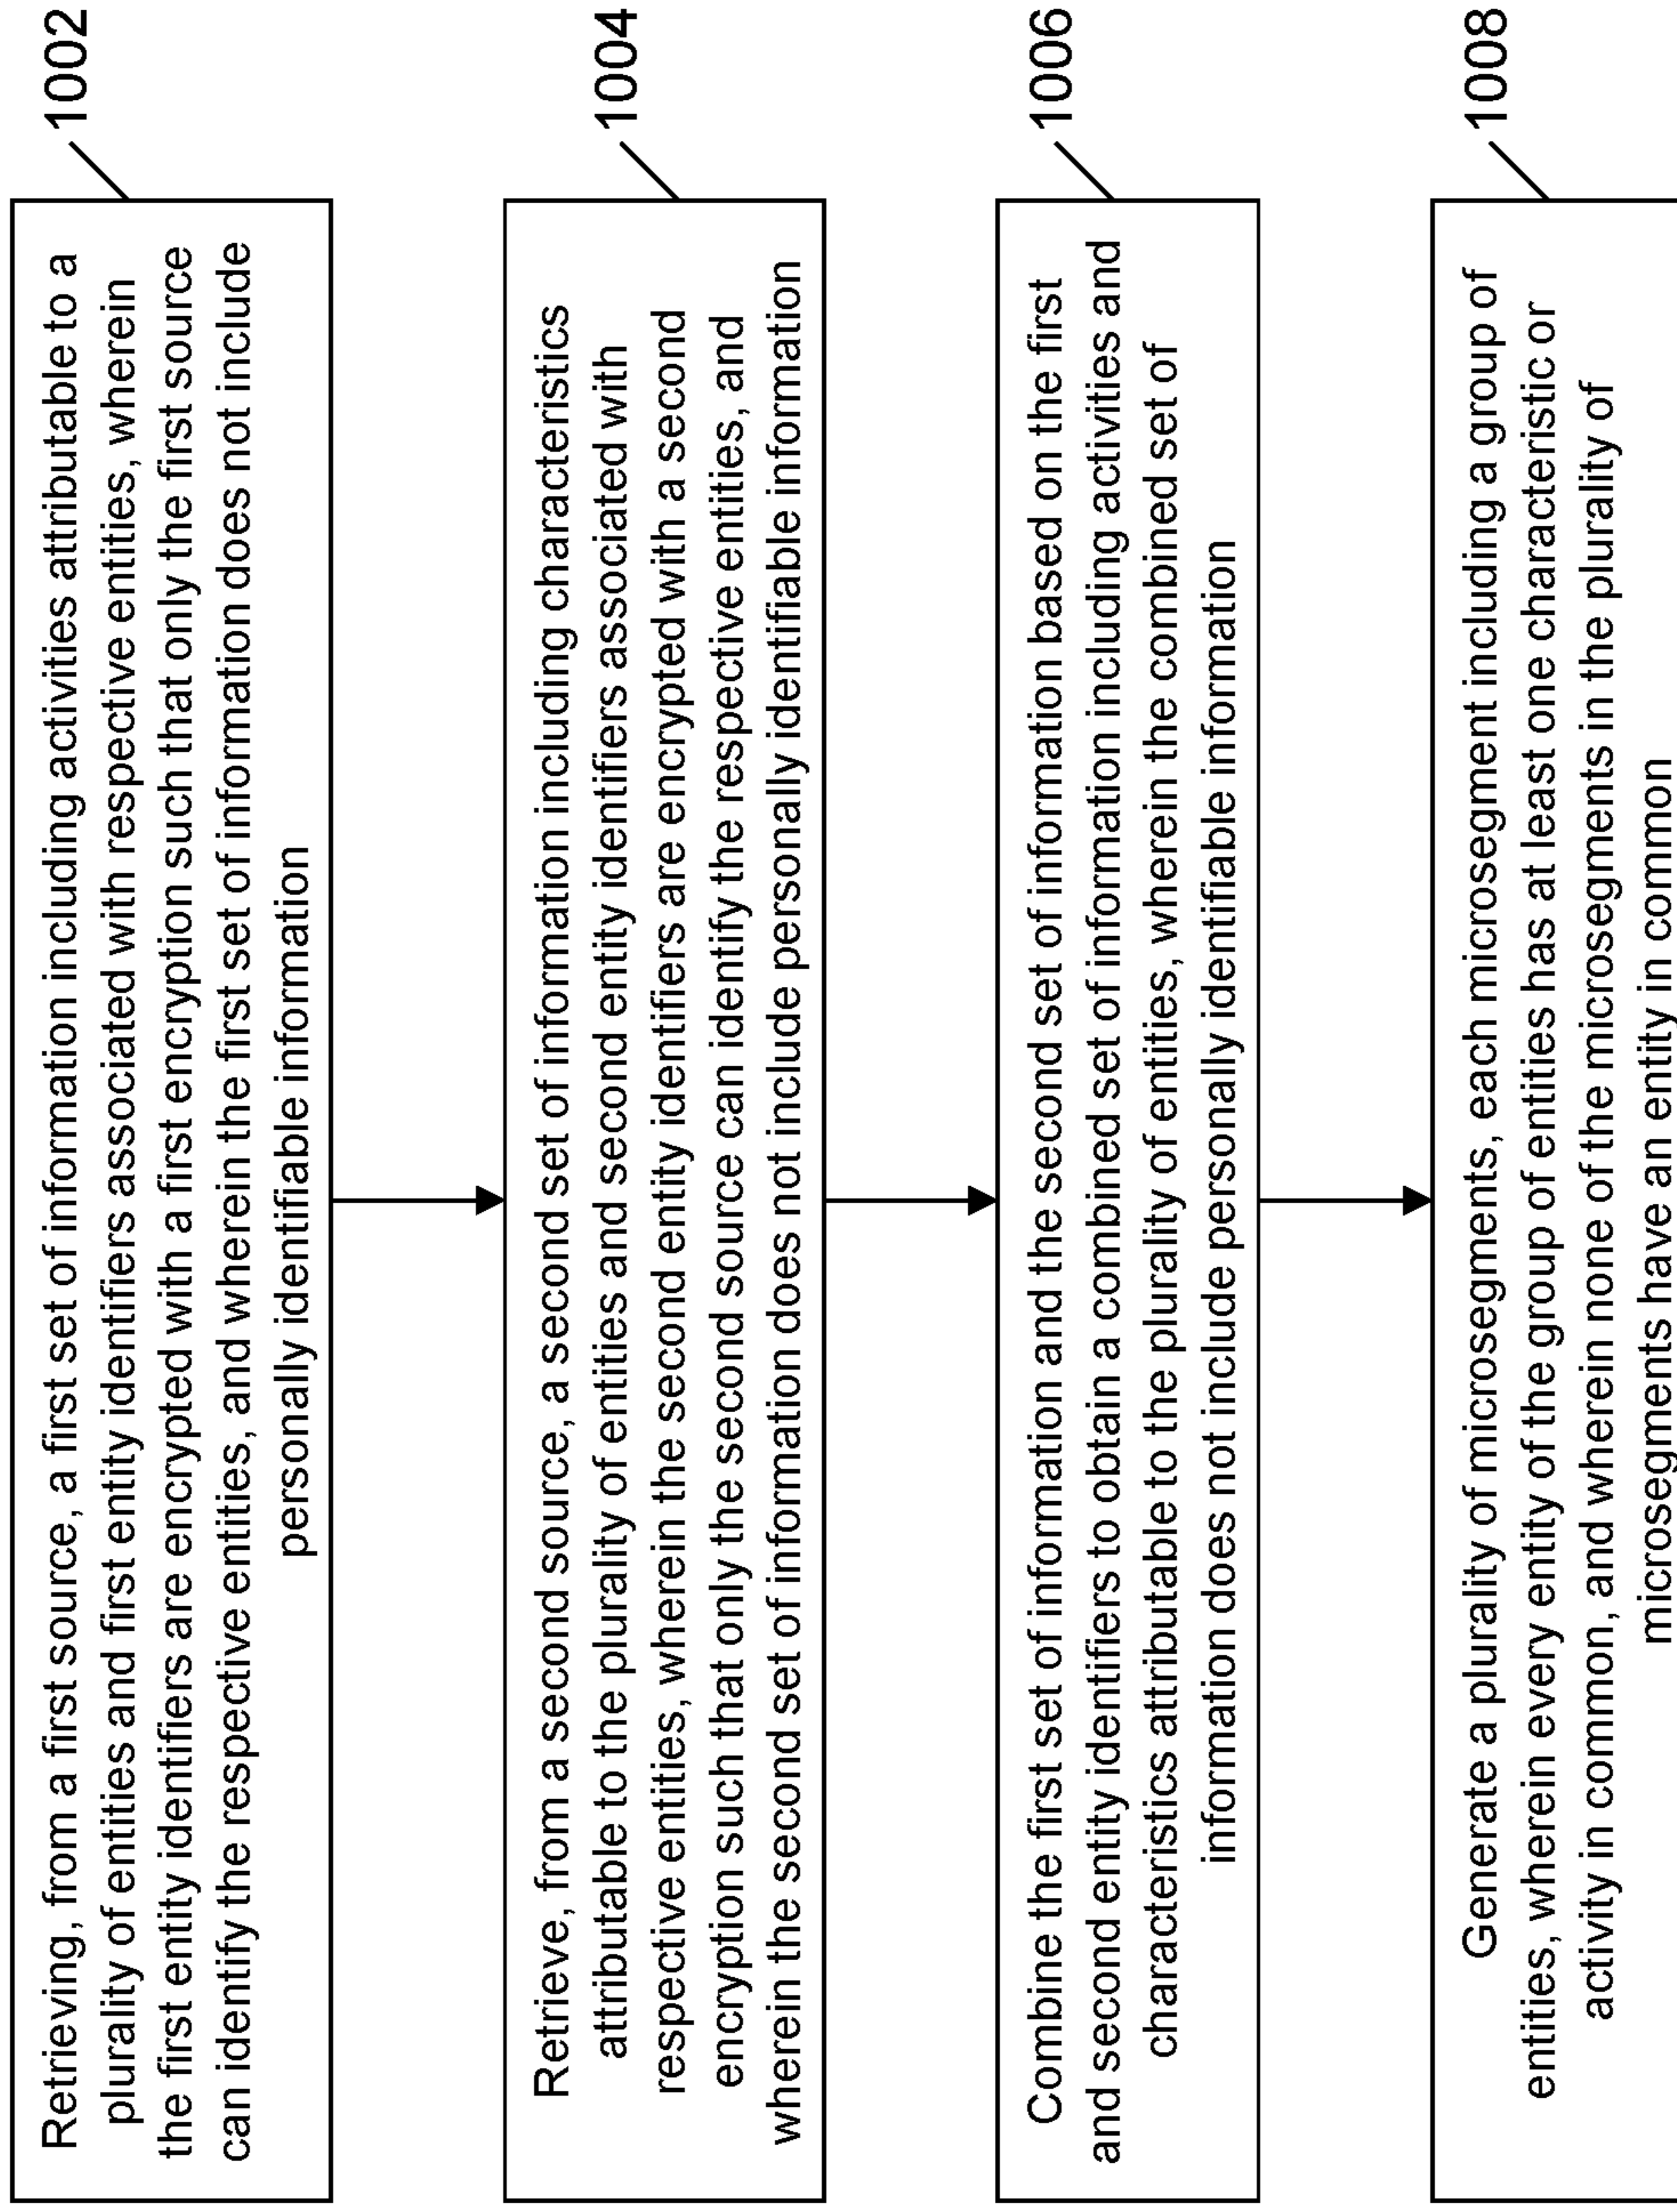 1002
Retrieving, from a first source, a first set of information including activities attributable to a
plurality of entities and first entity identifiers associated with respective entities, wherein
the first entity identifiers are encrypted with a first encryption such that only the first source
can identify the respective entities, and wherein the first set of information does not include
personally identifiable information
1004
Retrieve, from a second source, a second set of information including characteristics
attributable to the plurality of entities and second entity identifiers associated with
respective entities, wherein the second entity identifiers are encrypted with a second
encryption such that only the second source can identify the respective entities, and
wherein the second set of information does not include personally identifiable information
1006
Combine the first set of information and the second set of information based on the first
and second entity identifiers to obtain a combined set of information including activities and
characteristics attributable to the plurality of entities, wherein the combined set of
information does not include personally identifiable information
1008
Generate a plurality of microsegments, each microsegment including a group of
entities, wherein every entity of the group of entities has at least one characteristic or
activity in common, and wherein none of the microsegments in the plurality of
microsegments have an entity in common